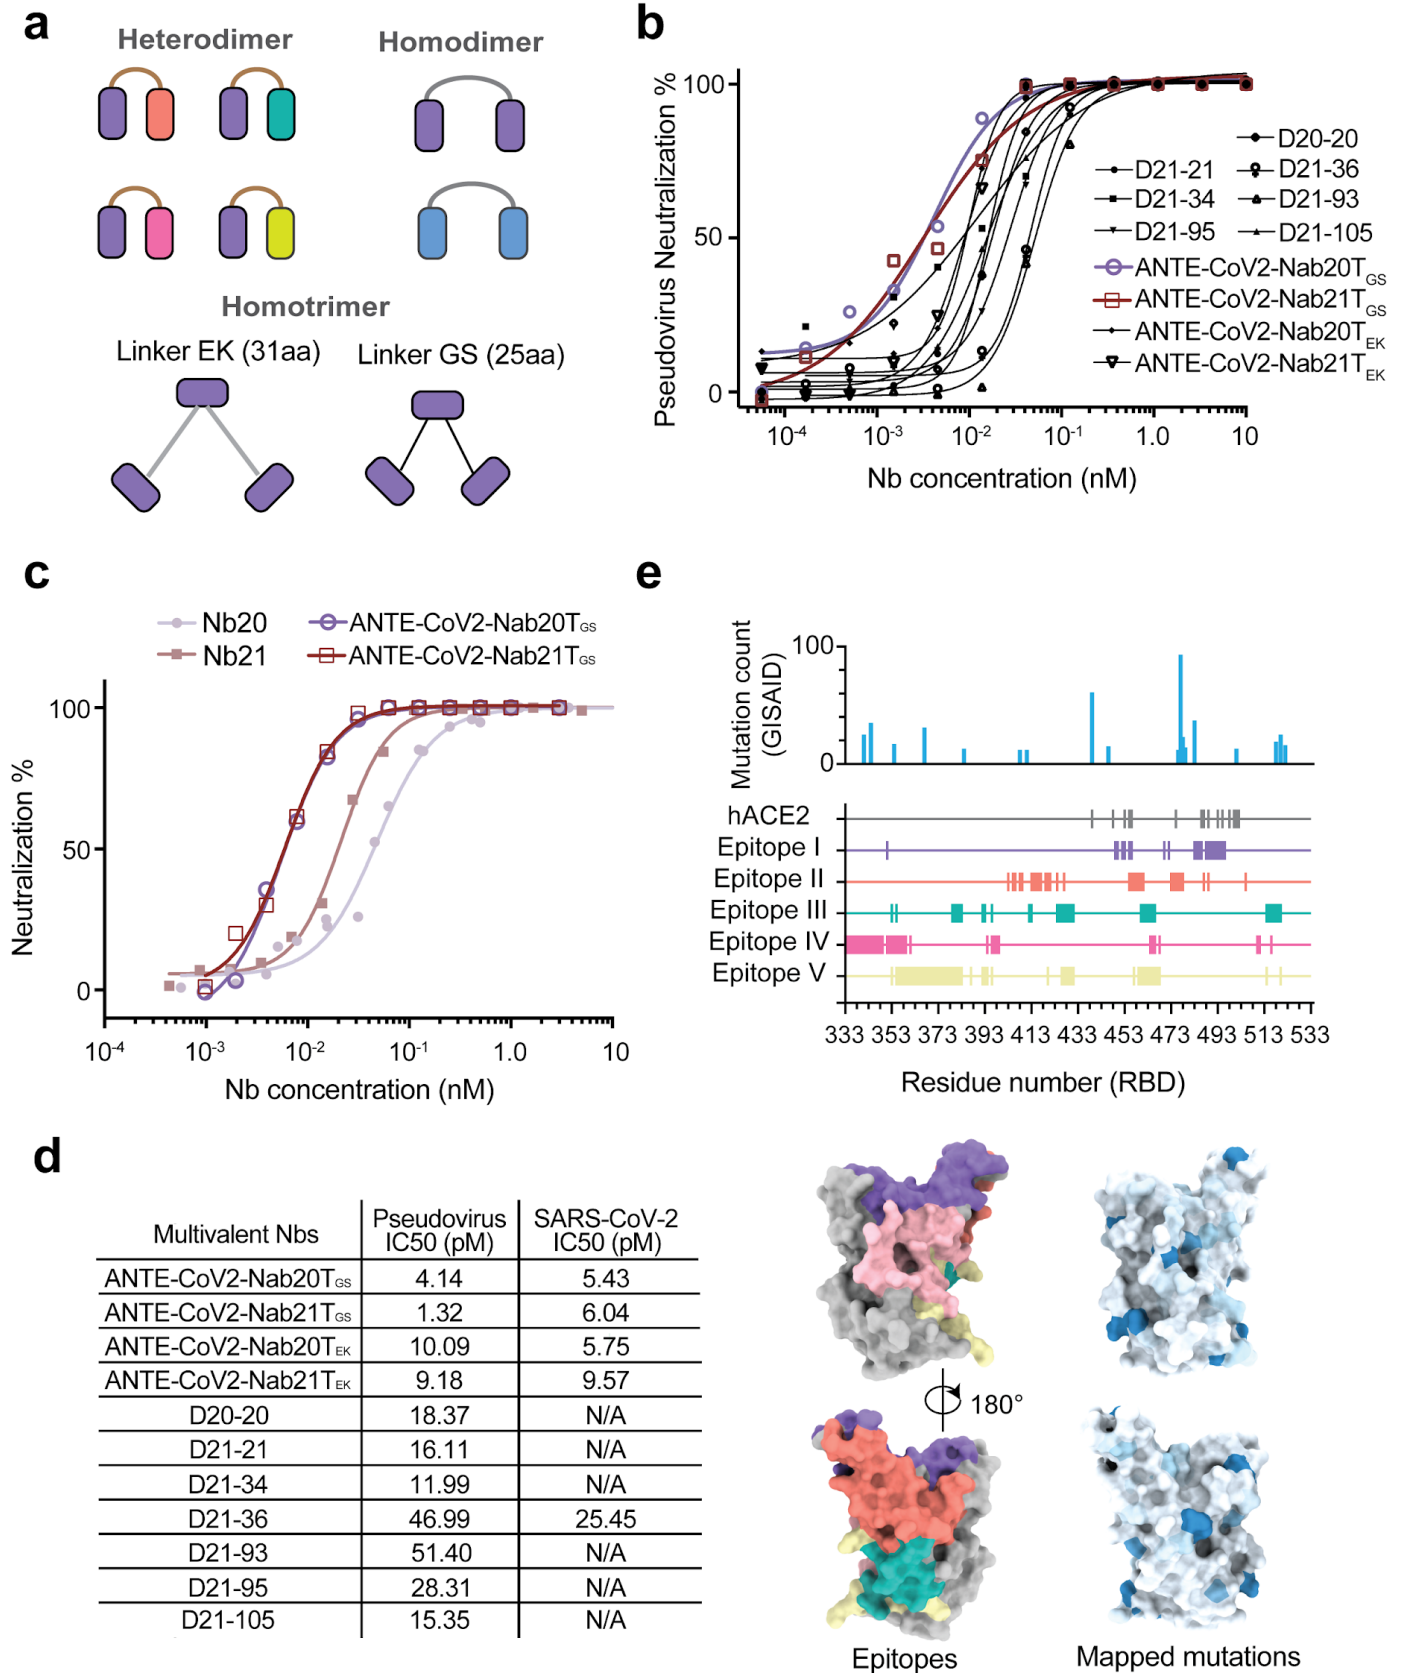 a
Heterodimer
Homodimer
Homotrimer
Linker EK (31aa)
Linker GS (25aa)
b
Pseudovirus Neutralization %
100
50
0
10-4
10-3
10-2
10-1
1.0
10
Nb concentration (nM)
D20-20
D21-21
D21-36
D21-34
D21-93
D21-95
D21-105
ANTE-CoV2-Nab20TGS
ANTE-CoV2-Nab21TGS
ANTE-CoV2-Nab20TEK
ANTE-CoV2-Nab21TEK
c
Nb20
ANTE-CoV2-Nab20TGS
Nb21
ANTE-CoV2-Nab21TGS
Neutralization %
100
50
0
10-4
10-3
10-2
10-1
1.0
10
Nb concentration (nM)
e
Mutation count
(GISAID)
100
0
hACE2
Epitope I
Epitope II
Epitope III
Epitope IV
Epitope V
333 353 373 393 413 433 453 473 493 513 533
Residue number (RBD)
d
Multivalent Nbs Pseudovirus IC50 (pM) SARS-CoV-2 IC50 (pM)
ANTE-CoV2-Nab20TGS 4.14 5.43
ANTE-CoV2-Nab21TGS 1.32 6.04
ANTE-CoV2-Nab20TEK 10.09 5.75
ANTE-CoV2-Nab21TEK 9.18 9.57
D20-20 18.37 N/A
D21-21 16.11 N/A
D21-34 11.99 N/A
D21-36 46.99 25.45
D21-93 51.40 N/A
D21-95 28.31 N/A
D21-105 15.35 N/A
180°
Epitopes
Mapped mutations